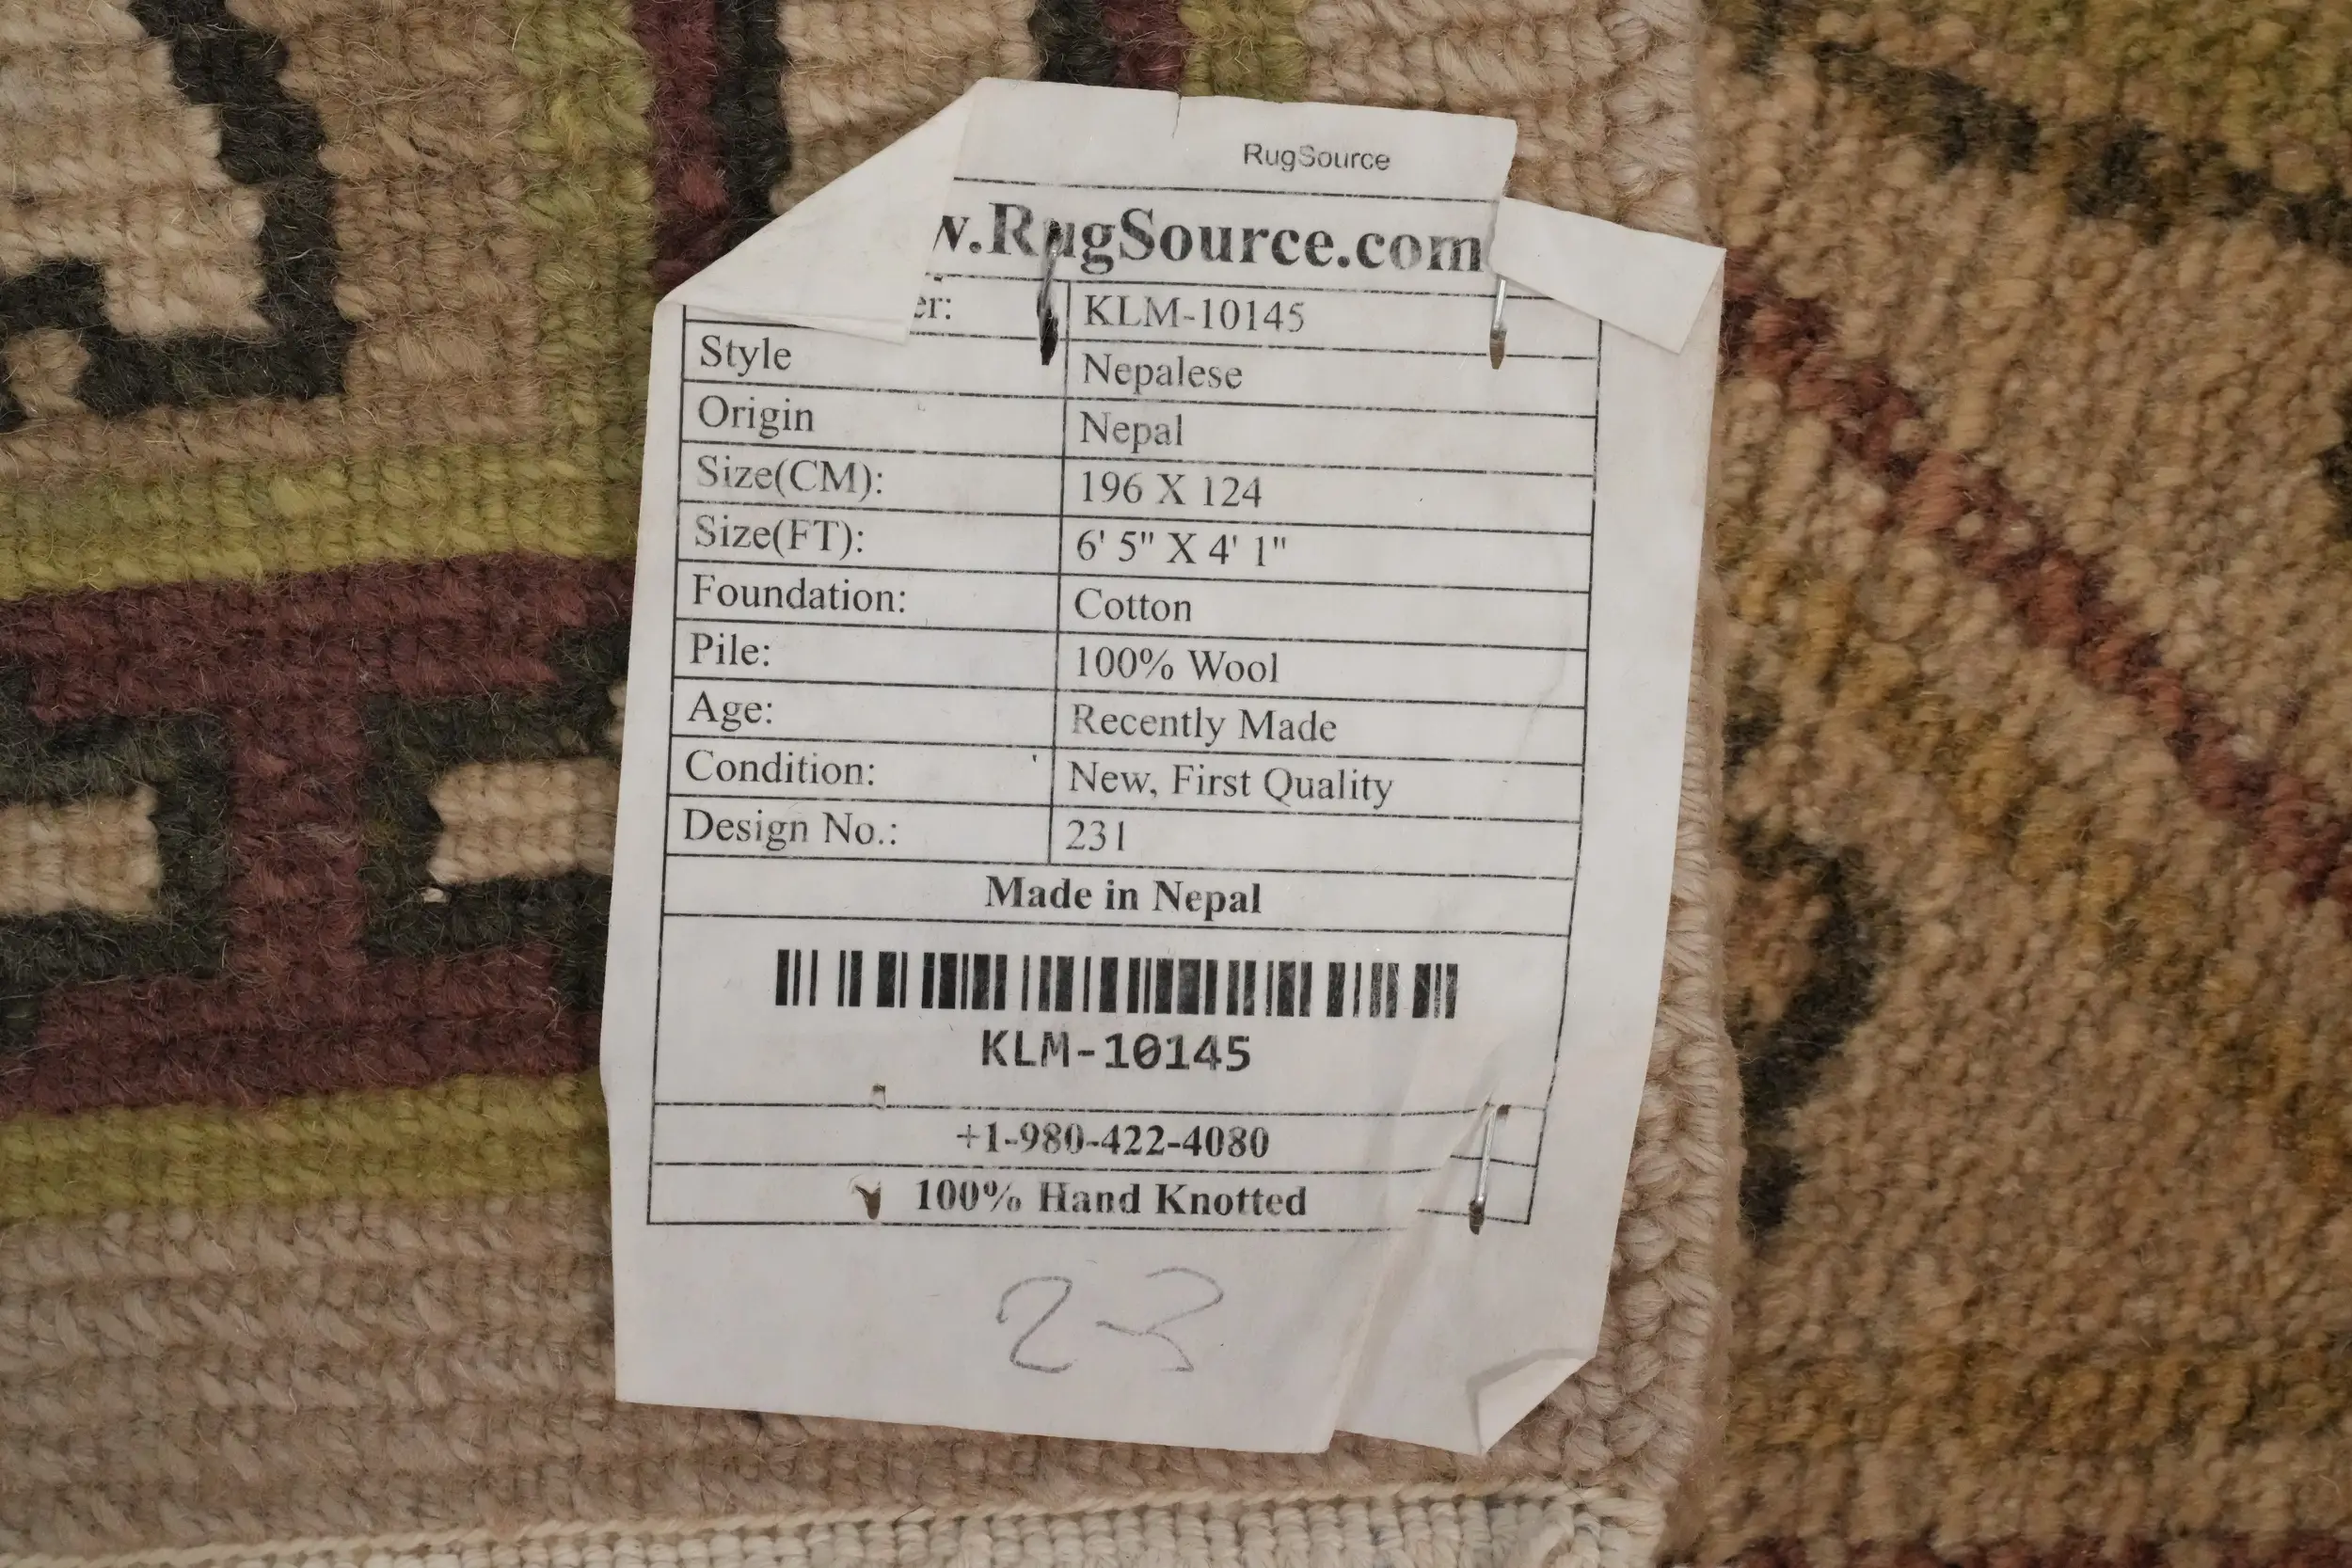 RugSource
w.RugSource.com
er: KLM-10145
Style Nepalese
Origin Nepal
Size(CM): 196 X 124
Size(FT): 6' 5" X 4' 1"
Foundation: Cotton
Pile: 100% Wool
Age: Recently Made
Condition: New, First Quality
Design No.: 231
Made in Nepal
KLM-10145
+1-980-422-4080
100% Hand Knotted
23